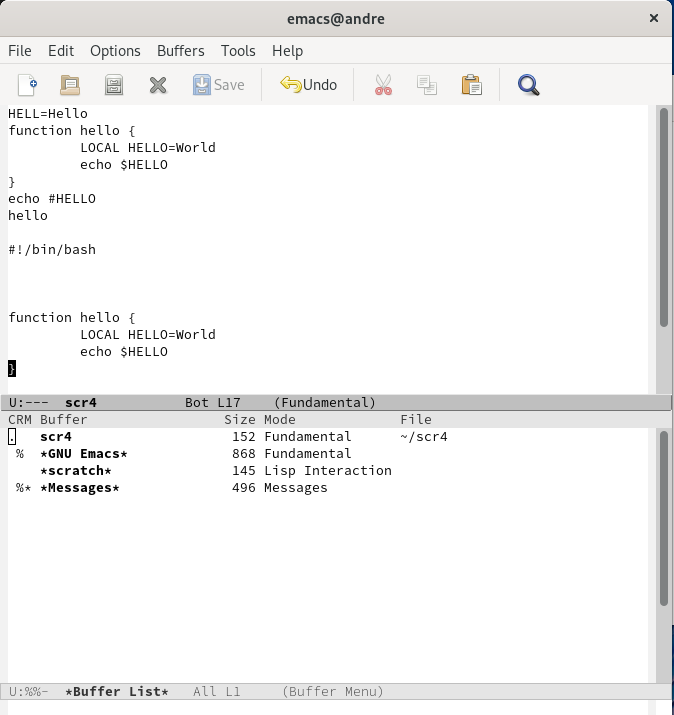 emacs@andre ×
File Edit Options Buffers Tools Help
Save Undo
HELL=Hello
function hello {
         LOCAL HELLO=World
         echo $HELLO
}
echo #HELLO
hello

#!/bin/bash



function hello {
         LOCAL HELLO=World
         echo $HELLO
}
U:---  scr4           Bot L17    (Fundamental)
CRM Buffer                 Size Mode             File
.   scr4                    152 Fundamental      ~/scr4
 %  *GNU Emacs*             868 Fundamental
    *scratch*               145 Lisp Interaction
 %* *Messages*              496 Messages
U:%%-  *Buffer List*   All L1     (Buffer Menu)